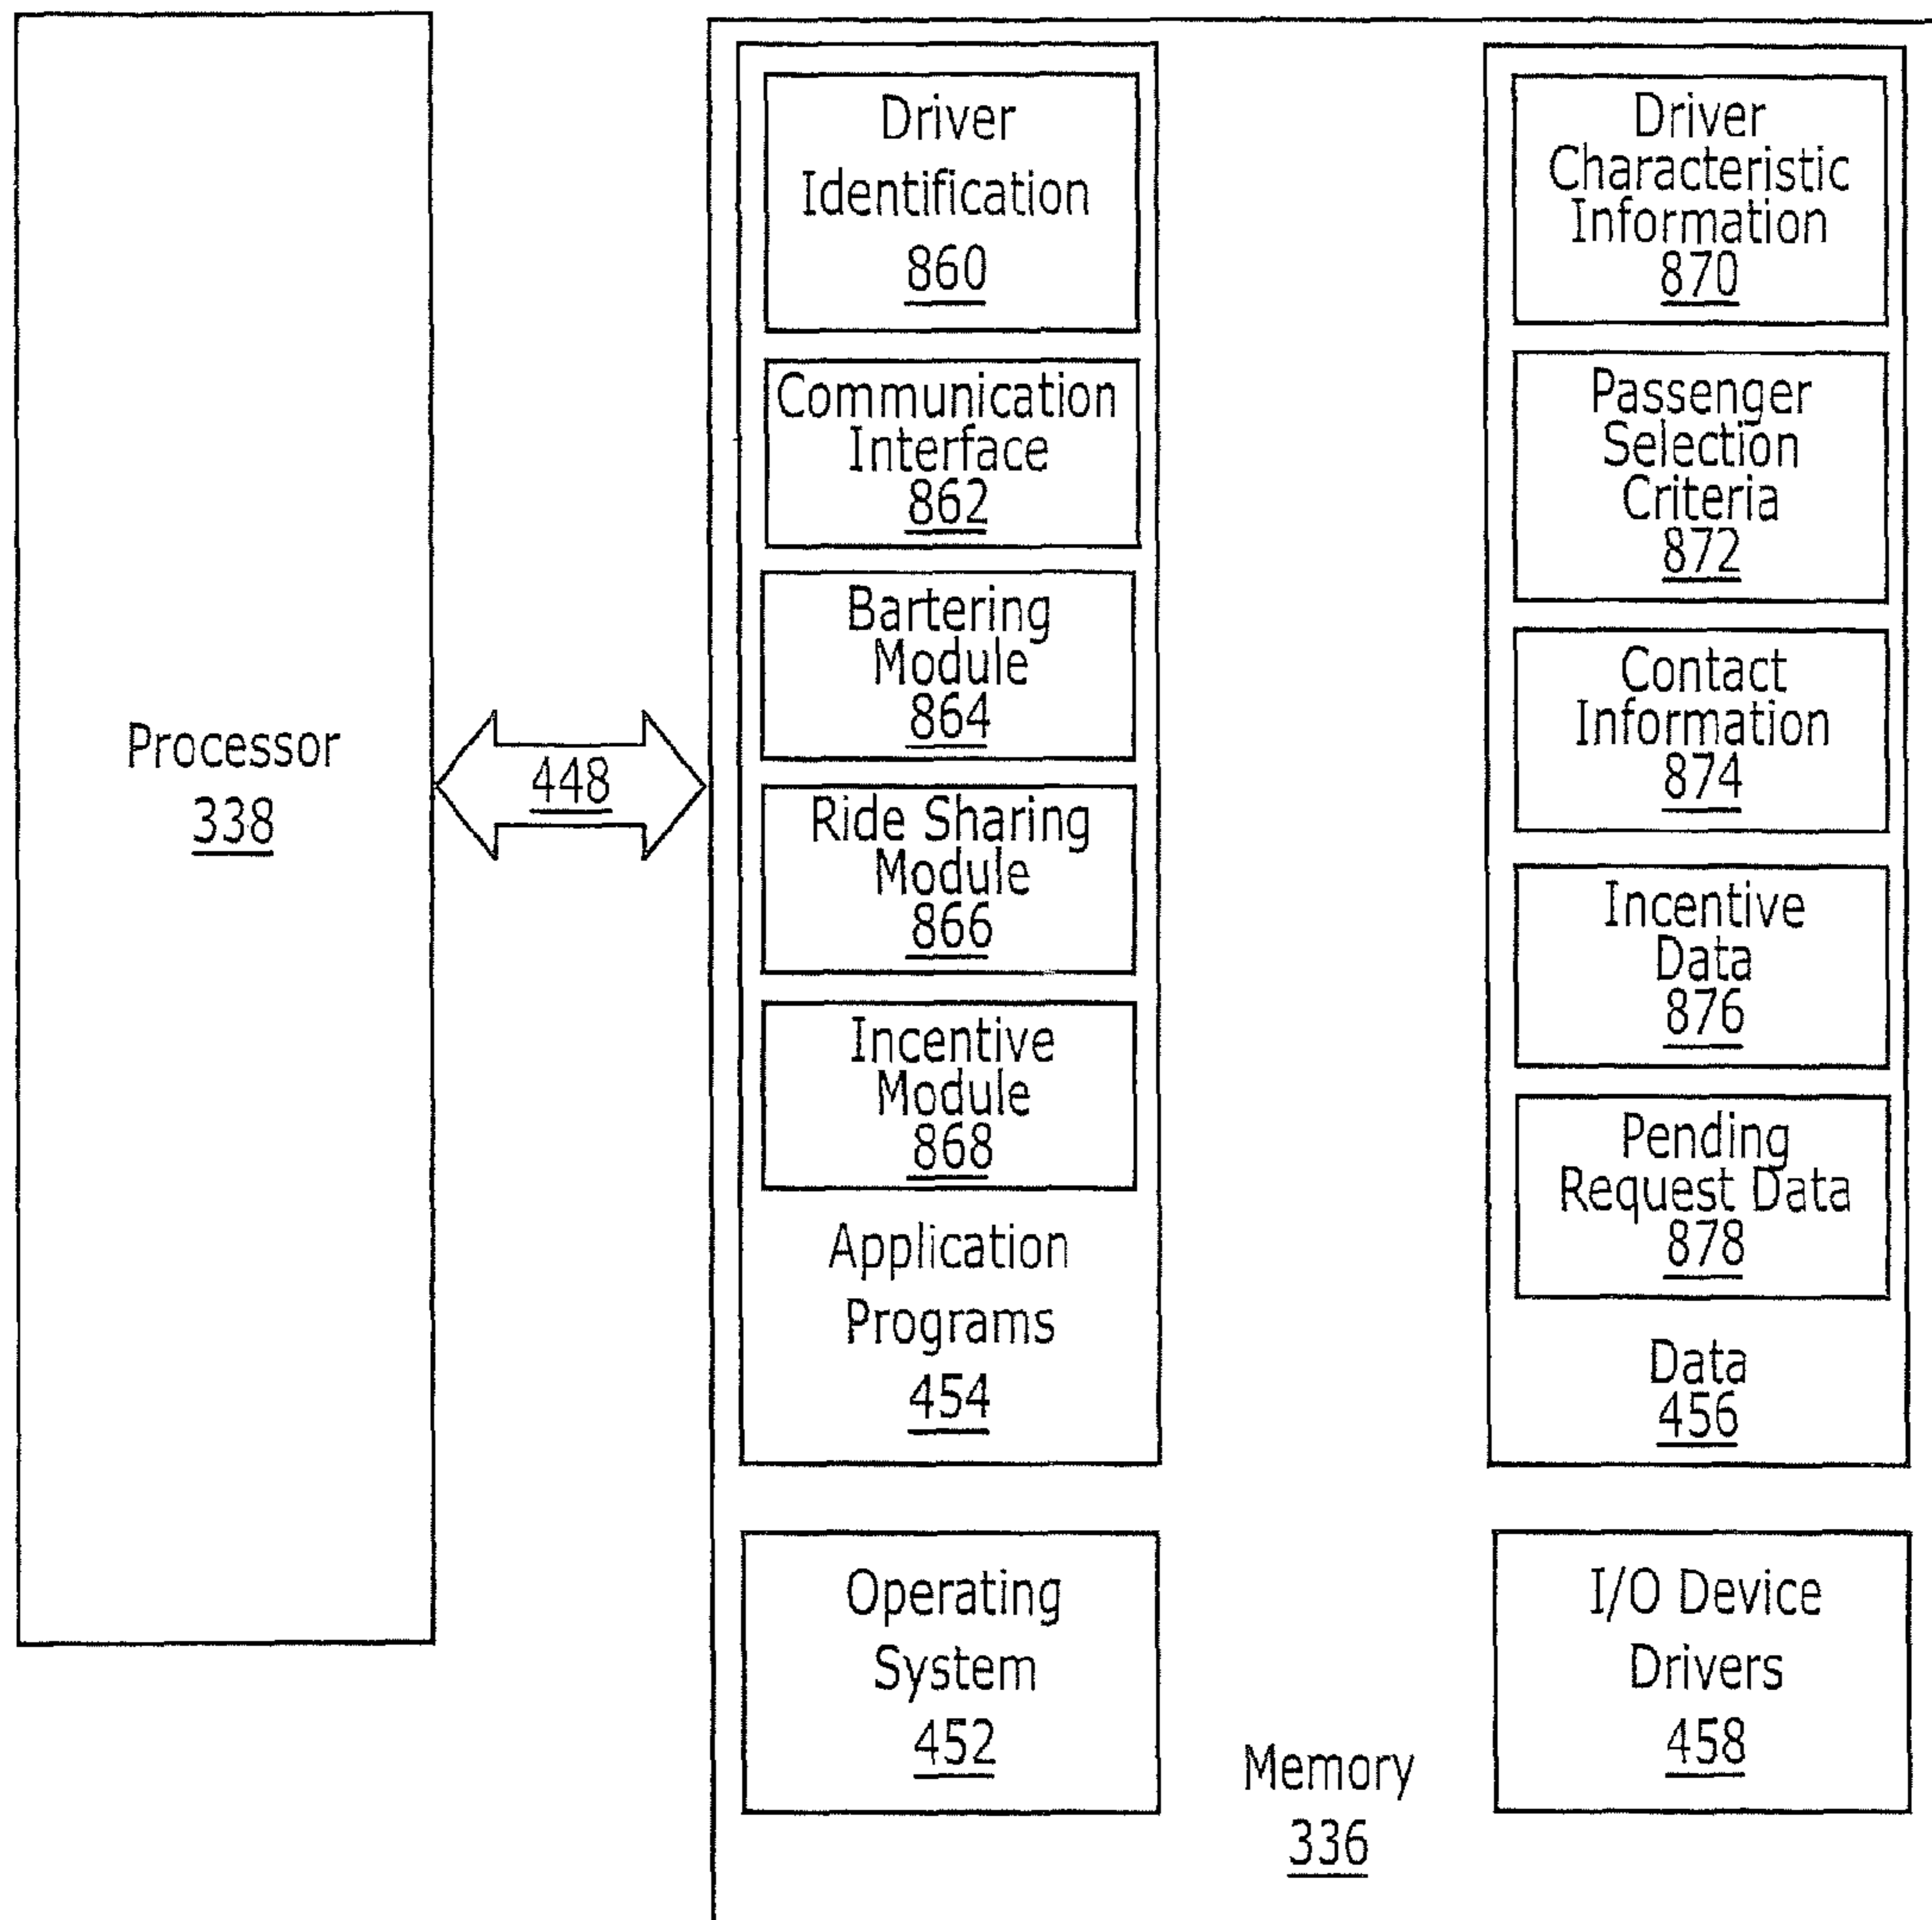 Processor
338
448
Driver
Identification
860
Communication
Interface
862
Bartering
Module
864
Ride Sharing
Module
866
Incentive
Module
868
Application
Programs
454
Driver
Characteristic
Information
870
Passenger
Selection
Criteria
872
Contact
Information
874
Incentive
Data
876
Pending
Request Data
878
Data
456
Operating
System
452
I/O Device
Drivers
458
Memory
336